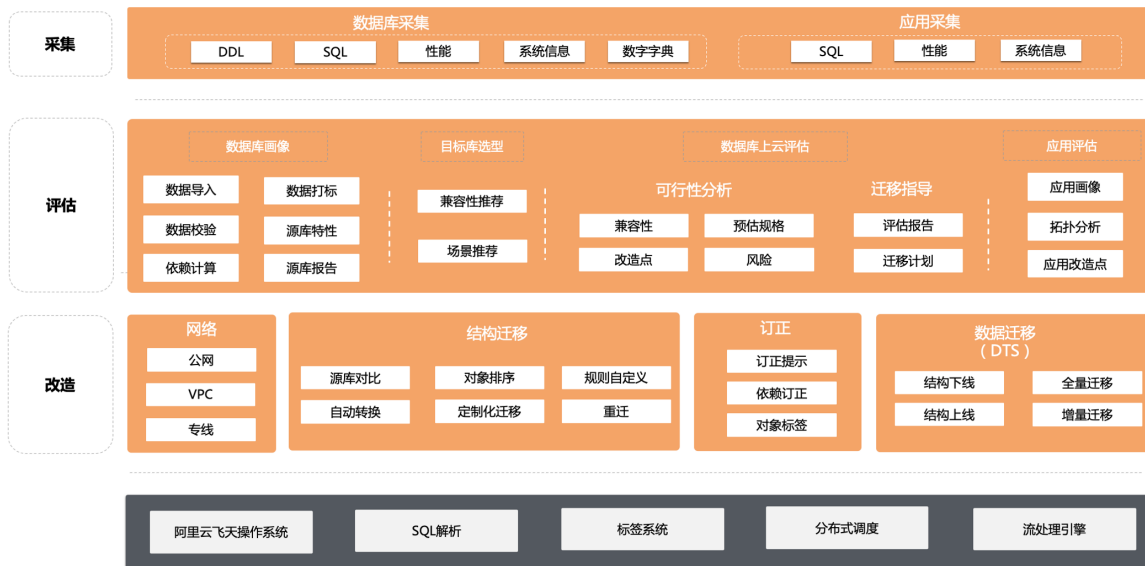 采集
数据库采集
DDL
SQL
性能
系统信息
数字字典
应用采集
SQL
性能
系统信息
评估
数据库画像
数据导入
数据打标
数据校验
源库特性
依赖计算
源库报告
目标库选型
兼容性推荐
场景推荐
数据库上云评估
可行性分析
兼容性
预估规格
改造点
风险
迁移指导
评估报告
迁移计划
应用评估
应用画像
拓扑分析
应用改造点
改造
网络
公网
VPC
专线
结构迁移
源库对比
对象排序
规则自定义
自动转换
定制化迁移
重迁
订正
订正提示
依赖订正
对象标签
数据迁移
（DTS）
结构下线
全量迁移
结构上线
增量迁移
阿里云飞天操作系统
SQL解析
标签系统
分布式调度
流处理引擎